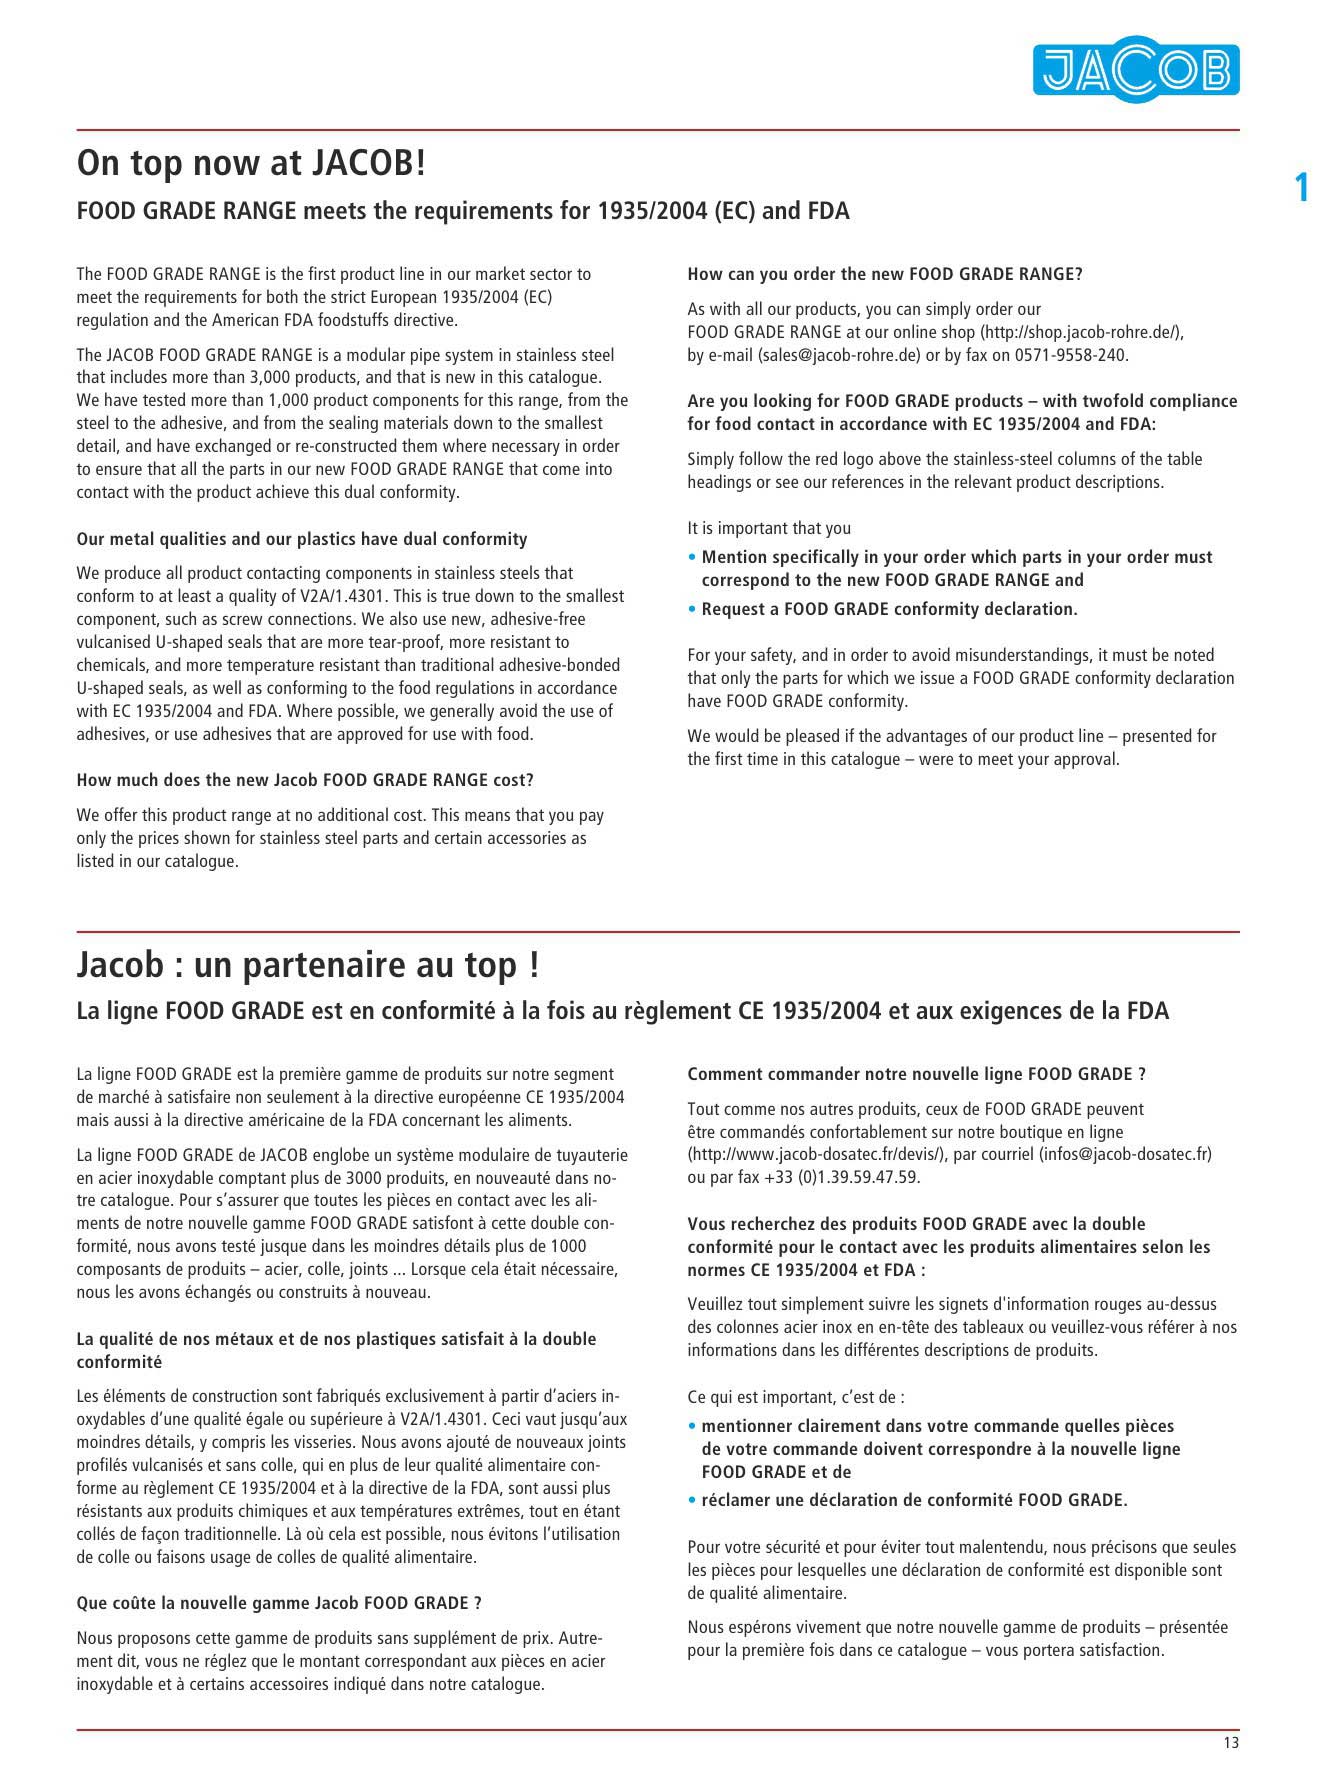 JACOB
On top now at JACOB!
1
FOOD GRADE RANGE meets the requirements for 1935/2004 (EC) and FDA
The FOOD GRADE RANGE is the first product line in our market sector to
meet the requirements for both the strict European 1935/2004 (EC)
regulation and the American FDA foodstuffs directive.
The JACOB FOOD GRADE RANGE is a modular pipe system in stainless steel
that includes more than 3,000 products, and that is new in this catalogue.
We have tested more than 1,000 product components for this range, from the
steel to the adhesive, and from the sealing materials down to the smallest
detail, and have exchanged or re-constructed them where necessary in order
to ensure that all the parts in our new FOOD GRADE RANGE that come into
contact with the product achieve this dual conformity.
Our metal qualities and our plastics have dual conformity
We produce all product contacting components in stainless steels that
conform to at least a quality of V2A/1.4301. This is true down to the smallest
component, such as screw connections. We also use new, adhesive-free
vulcanised U-shaped seals that are more tear-proof, more resistant to
chemicals, and more temperature resistant than traditional adhesive-bonded
U-shaped seals, as well as conforming to the food regulations in accordance
with EC 1935/2004 and FDA. Where possible, we generally avoid the use of
adhesives, or use adhesives that are approved for use with food.
How much does the new Jacob FOOD GRADE RANGE cost?
We offer this product range at no additional cost. This means that you pay
only the prices shown for stainless steel parts and certain accessories as
listed in our catalogue.
How can you order the new FOOD GRADE RANGE?
As with all our products, you can simply order our
FOOD GRADE RANGE at our online shop (http://shop.jacob-rohre.de/),
by e-mail (sales@jacob-rohre.de) or by fax on 0571-9558-240.
Are you looking for FOOD GRADE products – with twofold compliance
for food contact in accordance with EC 1935/2004 and FDA:
Simply follow the red logo above the stainless-steel columns of the table
headings or see our references in the relevant product descriptions.
It is important that you
• Mention specifically in your order which parts in your order must
correspond to the new FOOD GRADE RANGE and
• Request a FOOD GRADE conformity declaration.
For your safety, and in order to avoid misunderstandings, it must be noted
that only the parts for which we issue a FOOD GRADE conformity declaration
have FOOD GRADE conformity.
We would be pleased if the advantages of our product line – presented for
the first time in this catalogue – were to meet your approval.
Jacob : un partenaire au top !
La ligne FOOD GRADE est en conformité à la fois au règlement CE 1935/2004 et aux exigences de la FDA
La ligne FOOD GRADE est la première gamme de produits sur notre segment
de marché à satisfaire non seulement à la directive européenne CE 1935/2004
mais aussi à la directive américaine de la FDA concernant les aliments.
La ligne FOOD GRADE de JACOB englobe un système modulaire de tuyauterie
en acier inoxydable comptant plus de 3000 produits, en nouveauté dans no-
tre catalogue. Pour s’assurer que toutes les pièces en contact avec les ali-
ments de notre nouvelle gamme FOOD GRADE satisfont à cette double con-
formité, nous avons testé jusque dans les moindres détails plus de 1000
composants de produits – acier, colle, joints ... Lorsque cela était nécessaire,
nous les avons échangés ou construits à nouveau.
La qualité de nos métaux et de nos plastiques satisfait à la double
conformité
Les éléments de construction sont fabriqués exclusivement à partir d’aciers in-
oxydables d’une qualité égale ou supérieure à V2A/1.4301. Ceci vaut jusqu’aux
moindres détails, y compris les visseries. Nous avons ajouté de nouveaux joints
profilés vulcanisés et sans colle, qui en plus de leur qualité alimentaire con-
forme au règlement CE 1935/2004 et à la directive de la FDA, sont aussi plus
résistants aux produits chimiques et aux températures extrêmes, tout en étant
collés de façon traditionnelle. Là où cela est possible, nous évitons l’utilisation
de colle ou faisons usage de colles de qualité alimentaire.
Que coûte la nouvelle gamme Jacob FOOD GRADE ?
Nous proposons cette gamme de produits sans supplément de prix. Autre-
ment dit, vous ne réglez que le montant correspondant aux pièces en acier
inoxydable et à certains accessoires indiqué dans notre catalogue.
Comment commander notre nouvelle ligne FOOD GRADE ?
Tout comme nos autres produits, ceux de FOOD GRADE peuvent
être commandés confortablement sur notre boutique en ligne
(http://www.jacob-dosatec.fr/devis/), par courriel (infos@jacob-dosatec.fr)
ou par fax +33 (0)1.39.59.47.59.
Vous recherchez des produits FOOD GRADE avec la double
conformité pour le contact avec les produits alimentaires selon les
normes CE 1935/2004 et FDA :
Veuillez tout simplement suivre les signets d'information rouges au-dessus
des colonnes acier inox en en-tête des tableaux ou veuillez-vous référer à nos
informations dans les différentes descriptions de produits.
Ce qui est important, c’est de :
• mentionner clairement dans votre commande quelles pièces
de votre commande doivent correspondre à la nouvelle ligne
FOOD GRADE et de
• réclamer une déclaration de conformité FOOD GRADE.
Pour votre sécurité et pour éviter tout malentendu, nous précisons que seules
les pièces pour lesquelles une déclaration de conformité est disponible sont
de qualité alimentaire.
Nous espérons vivement que notre nouvelle gamme de produits – présentée
pour la première fois dans ce catalogue – vous portera satisfaction.
13